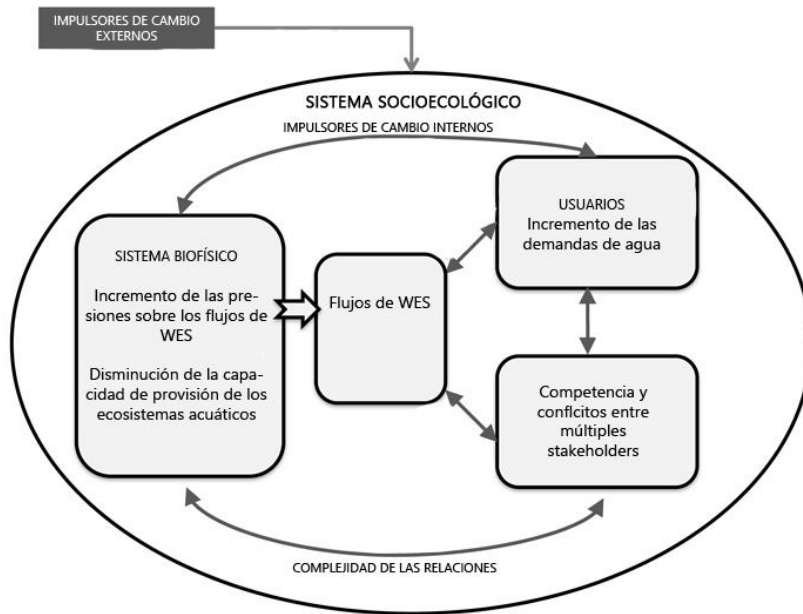 IMPULSORES DE CAMBIO
EXTERNOS
SISTEMA SOCIOECOLÓGICO
IMPULSORES DE CAMBIO INTERNOS
SISTEMA BIOFÍSICO
Incremento de las pre-
siones sobre los flujos de
WES
Disminución de la capa-
cidad de provisión de los
ecosistemas acuáticos
Flujos de WES
USUARIOS
Incremento de las
demandas de agua
Competencia y
conflcitos entre
múltiples
stakeholders
COMPLEJIDAD DE LAS RELACIONES